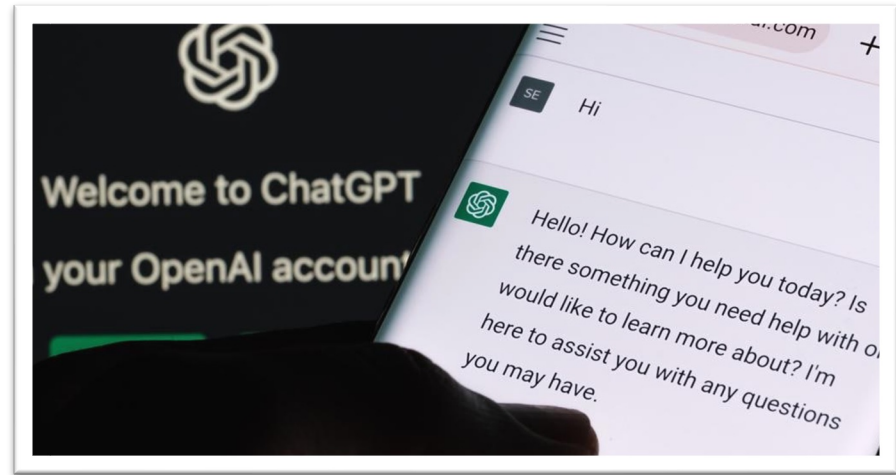 Welcome to ChatGPT
your OpenAI account
.com
SE
Hi
Hello! How can I help you today? Is
there something you need help with or
would like to learn more about? I'm
here to assist you with any questions
you may have.